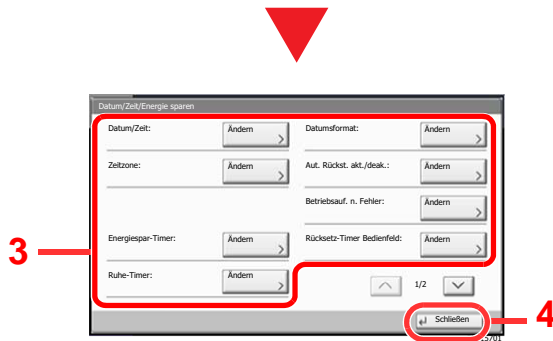 Datum/Zeit/Energie sparen
Datum/Zeit: Ändern Datumsformat: Ändern
Zeitzone: Ändern Aut. Rückst. akt./deak.: Ändern
Betriebsauf. n. Fehler: Ändern
3
Energiespar-Timer: Ändern Rücksetz-Timer Bedienfeld: Ändern
Ruhe-Timer: Ändern 1/2
Schließen 4